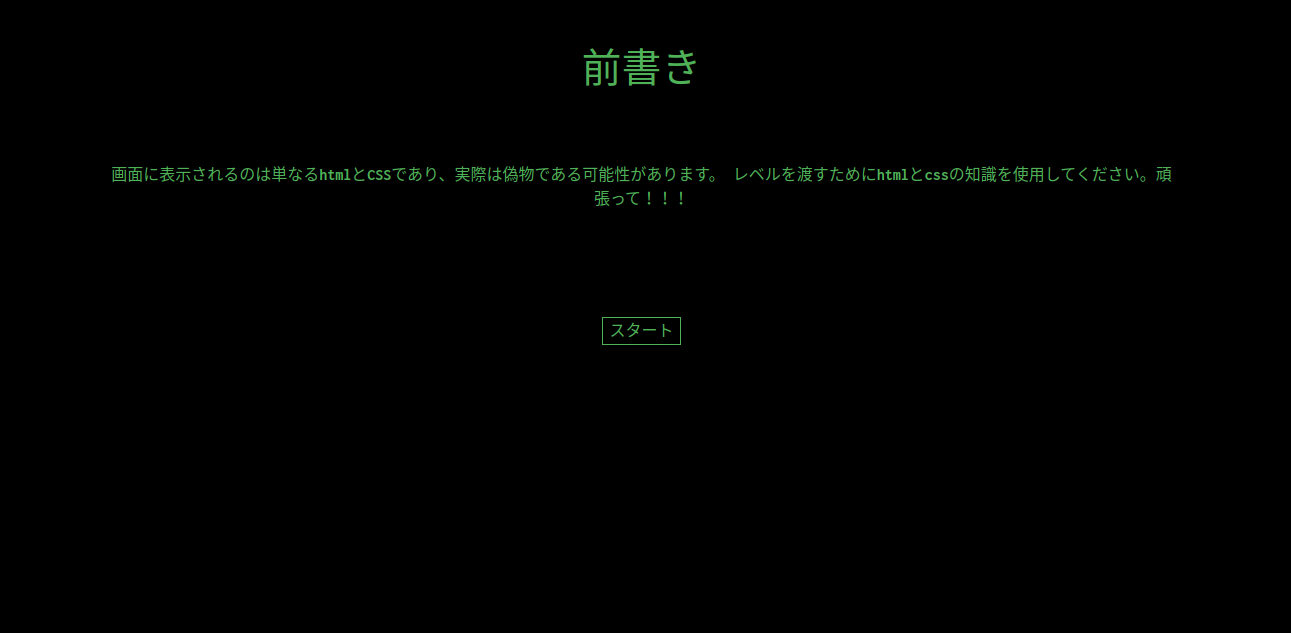 前書き
画面に表示されるのは単なるhtmlとCSSであり、実際は偽物である可能性があります。 レベルを渡すためにhtmlとcssの知識を使用してください。頑
張って！！！
スタート